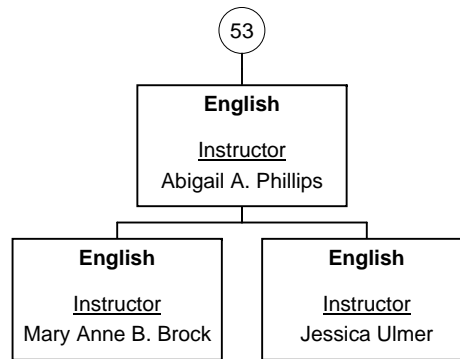 53
English
Instructor
Abigail A. Phillips
English
Instructor
Mary Anne B. Brock
English
Instructor
Jessica Ulmer